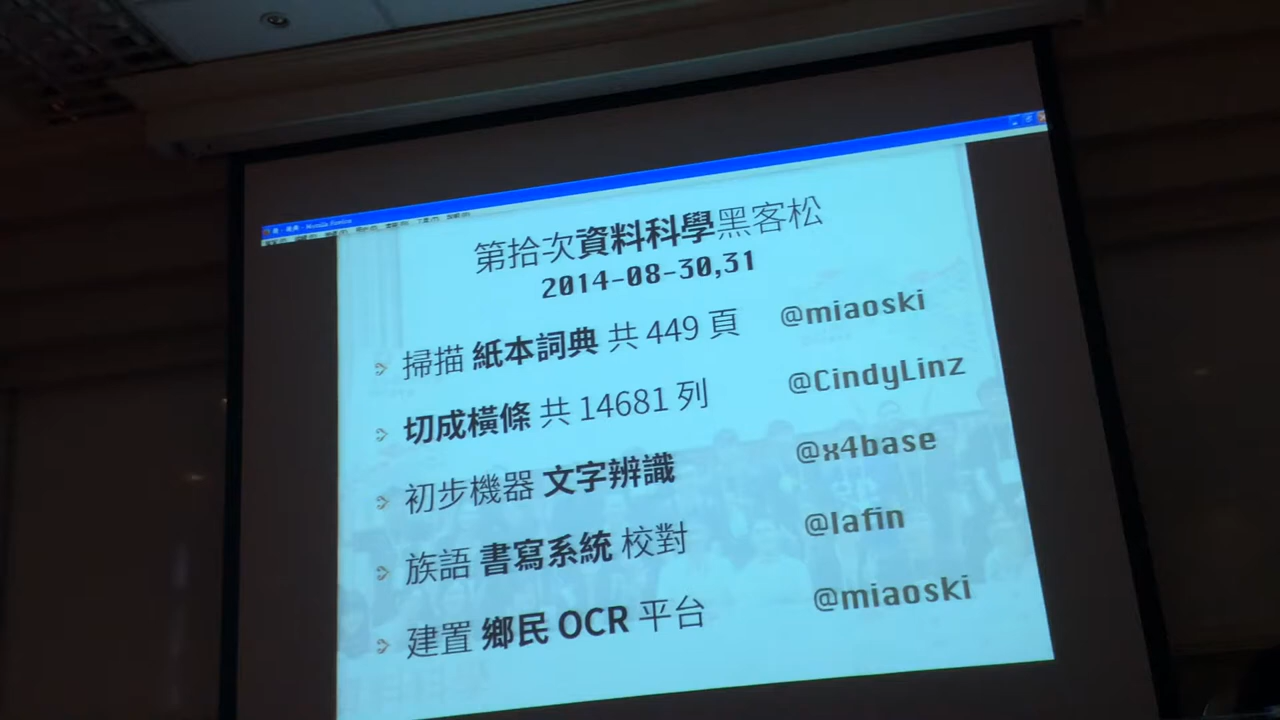 第拾次資料科學黑客松
2014-08-30,31
掃描 紙本詞典 共 449 頁 @miaoski
切成橫條 共 14681 列 @CindyLinz
初步機器 文字辨識 @x4base
族語 書寫系統 校對 @lafin
建置 鄉民 OCR 平台 @miaoski